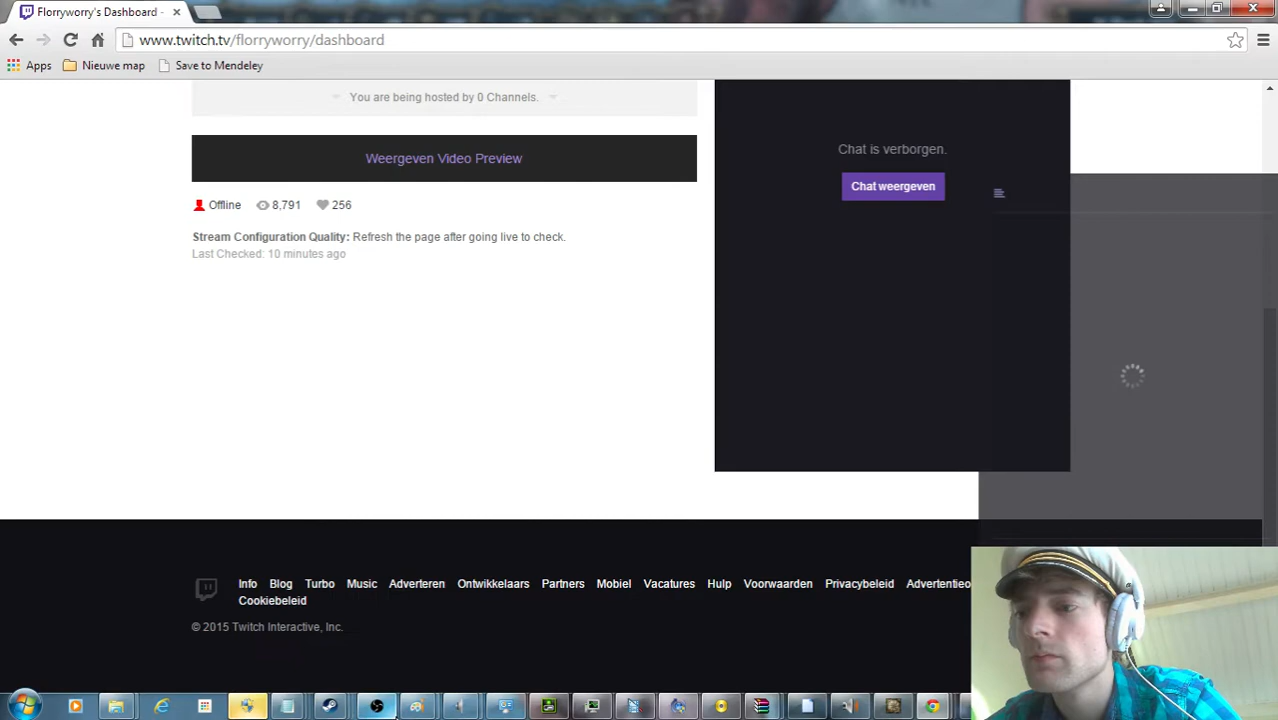 Florryworry's Dashboard -
www.twitch.tv/florryworry/dashboard
Apps Nieuwe map Save to Mendeley
You are being hosted by 0 Channels.
Weergeven Video Preview
Offline 8,791 256
Stream Configuration Quality: Refresh the page after going live to check.
Last Checked: 10 minutes ago
Chat is verborgen.
Chat weergeven
Info Blog Turbo Music Adverteren Ontwikkelaars Partners Mobiel Vacatures Hulp Voorwaarden Privacybeleid Advertentieo
Cookiebeleid
© 2015 Twitch Interactive, Inc.